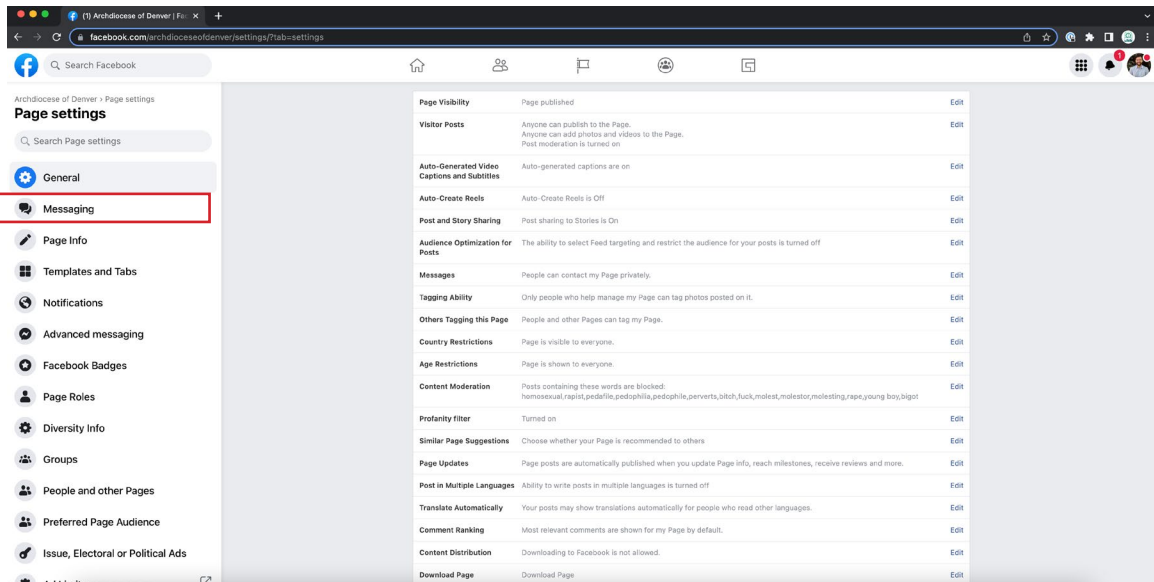 (1) Archdiocese of Denver | Fac
facebook.com/archdioceseofdenver/settings/?tab=settings
Search Facebook
1
Archdiocese of Denver › Page settings
Page settings
Search Page settings
General
Messaging
Page Info
Templates and Tabs
Notifications
Advanced messaging
Facebook Badges
Page Roles
Diversity Info
Groups
People and other Pages
Preferred Page Audience
Issue, Electoral or Political Ads
Page Visibility Page published Edit
Visitor Posts Anyone can publish to the Page. Edit
Anyone can add photos and videos to the Page.
Post moderation is turned on
Auto-Generated Video Auto-generated captions are on Edit
Captions and Subtitles
Auto-Create Reels Auto-Create Reels is Off Edit
Post and Story Sharing Post sharing to Stories is On Edit
Audience Optimization for The ability to select Feed targeting and restrict the audience for your posts is turned off Edit
Posts
Messages People can contact my Page privately. Edit
Tagging Ability Only people who help manage my Page can tag photos posted on it. Edit
Others Tagging this Page People and other Pages can tag my Page. Edit
Country Restrictions Page is visible to everyone. Edit
Age Restrictions Page is shown to everyone. Edit
Content Moderation Posts containing these words are blocked: Edit
homosexual,rapist,pedafile,pedophilia,pedophile,perverts,bitch,fuck,molest,molestor,molesting,rape,young boy,bigot
Profanity filter Turned on Edit
Similar Page Suggestions Choose whether your Page is recommended to others Edit
Page Updates Page posts are automatically published when you update Page info, reach milestones, receive reviews and more. Edit
Post in Multiple Languages Ability to write posts in multiple languages is turned off Edit
Translate Automatically Your posts may show translations automatically for people who read other languages. Edit
Comment Ranking Most relevant comments are shown for my Page by default. Edit
Content Distribution Downloading to Facebook is not allowed. Edit
Download Page Download Page Edit